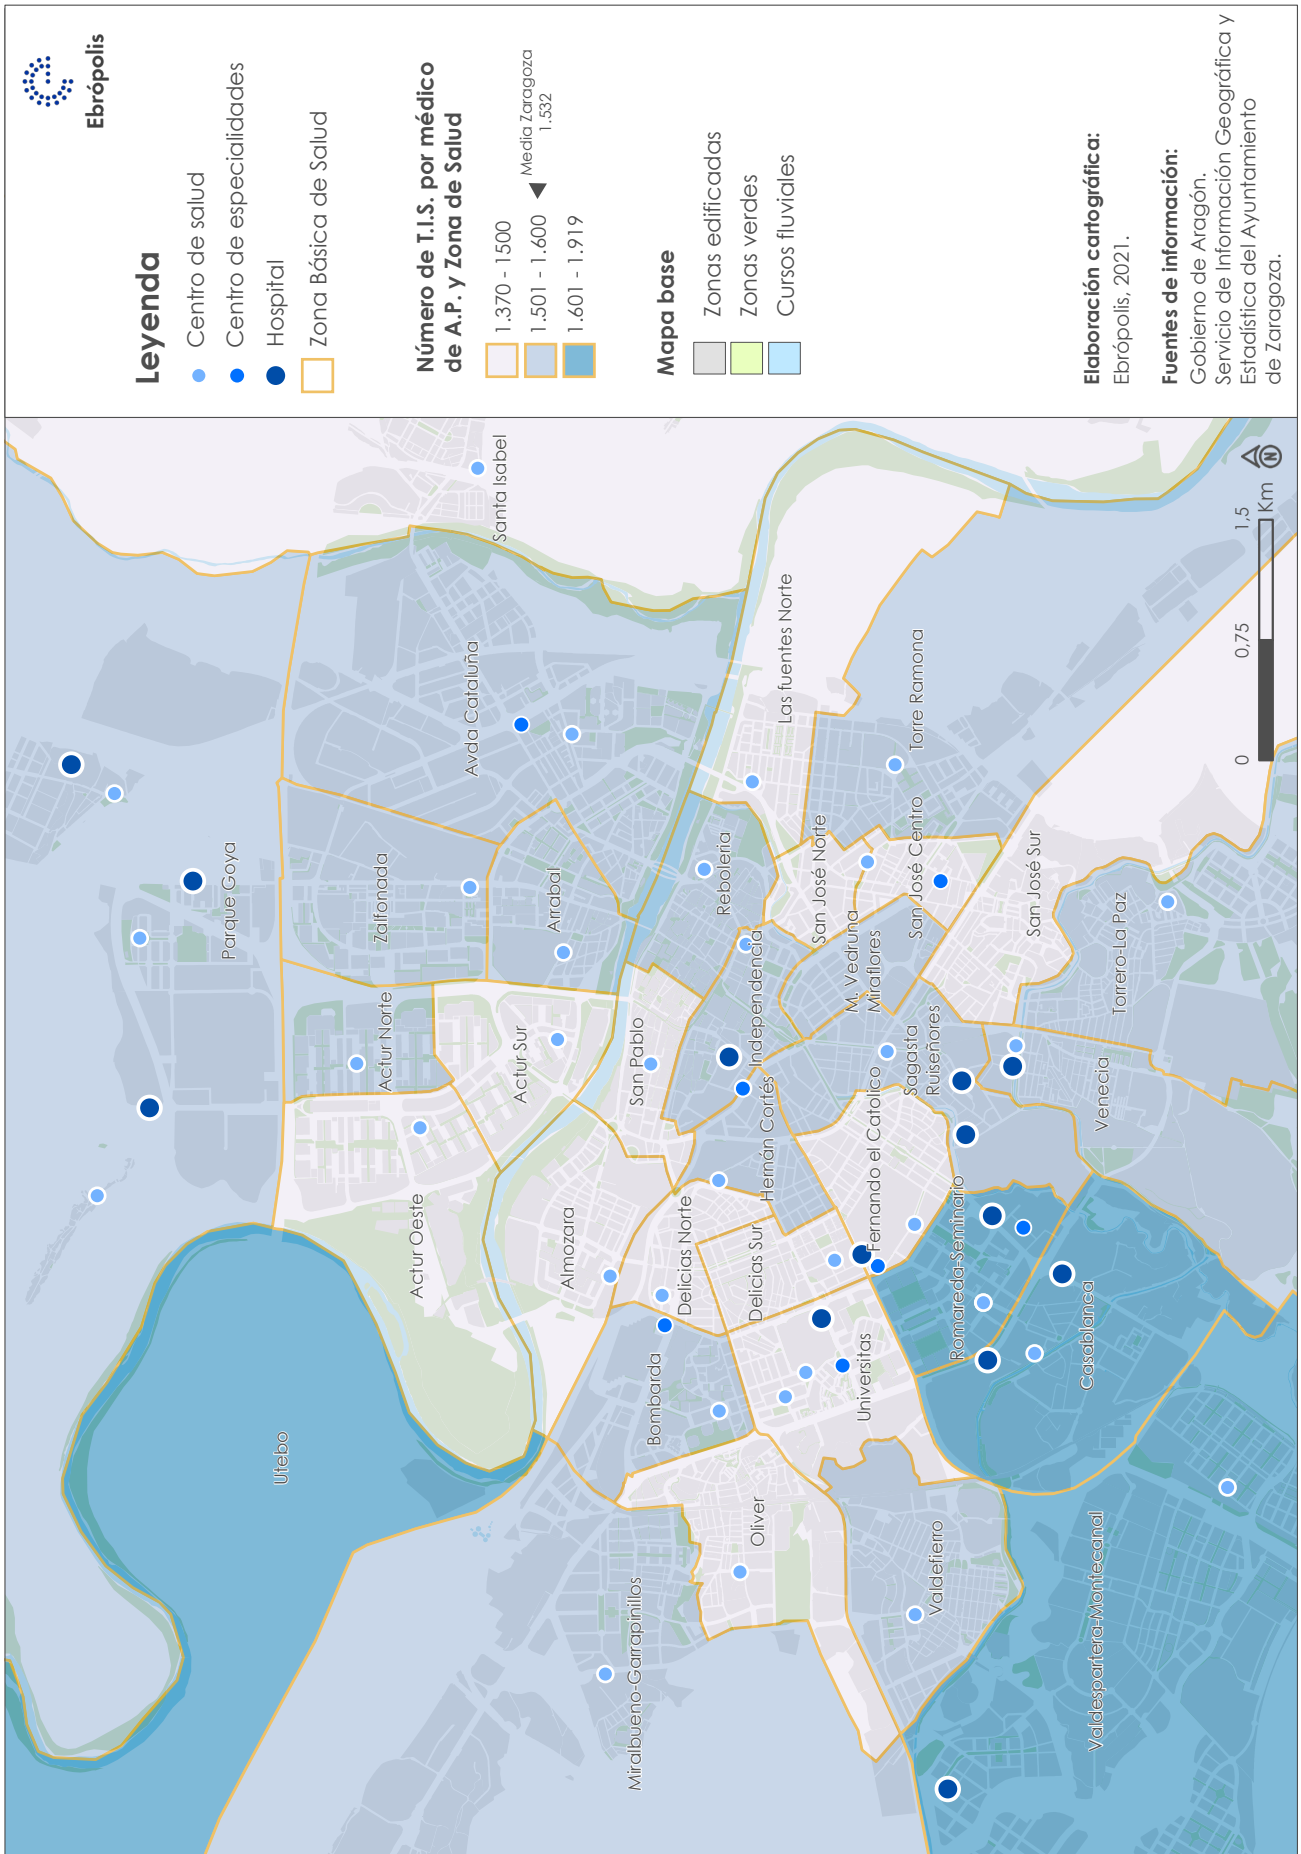 Ebrópolis
Leyenda
Centro de salud
Centro de especialidades
Hospital
Zona Básica de Salud
Número de T.I.S. por médico
de A.P. y Zona de Salud
1.370 - 1500
1.501 - 1.600
Media Zaragoza
1.532
1.601 - 1.919
Mapa base
Zonas edificadas
Zonas verdes
Cursos fluviales
Elaboración cartográfica:
Ebrópolis, 2021.
Fuentes de información:
Gobierno de Aragón.
Servicio de Información Geográfica y
Estadística del Ayuntamiento
de Zaragoza.
Parque Goya
Utebo
Zalfonada
Actur Norte
Actur Oeste
Avda Cataluña
Santa Isabel
Actur Sur
Arrabal
Almozara
San Pablo
Miralbueno-Garrapinillos
Bombarda
Delicias Norte
Rebolería
Independencia
Oliver
Delicias Sur
Hernán Cortés
Las fuentes Norte
San José Norte
M. Vedruna
Miraflores
Universitas
Fernando el Catolico
Sagasta
Ruiseñores
San José Centro
Torre Ramona
Valdefierro
Romareda-Seminario
San José Sur
Casablanca
Venecia
Torrero-La Paz
Valdespartera-Montecanal
0
0,75
1,5
Km
N